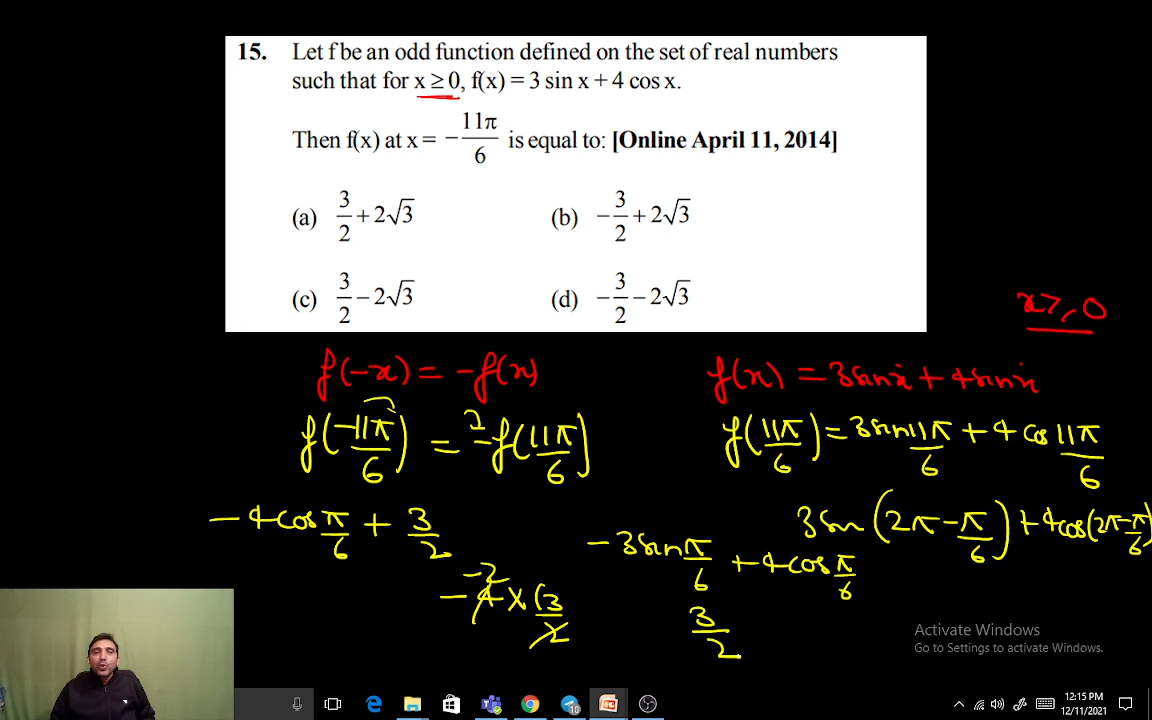 15. Let f be an odd function defined on the set of real numbers
such that for x ≥ 0, f(x) = 3 sin x + 4 cos x.
Then f(x) at x = −11π/6 is equal to: [Online April 11, 2014]
(a) 3/2 + 2√3 (b) −3/2 + 2√3
(c) 3/2 − 2√3 (d) −3/2 − 2√3
x ≥ 0
f(-x) = -f(x) f(x) = 3sinx + 4sinx
f(-11π/6) = -f(11π/6) f(11π/6) = 3sin11π/6 + 4cos11π/6
-4cosπ/6 + 3/2 3sin(2π-π/6) + 4cos(2π-π/6)
-3sinπ/6 + 4cosπ/6
-4×√3/2 3/2
Activate Windows
Go to Settings to activate Windows.
12:15 PM
12/11/2021